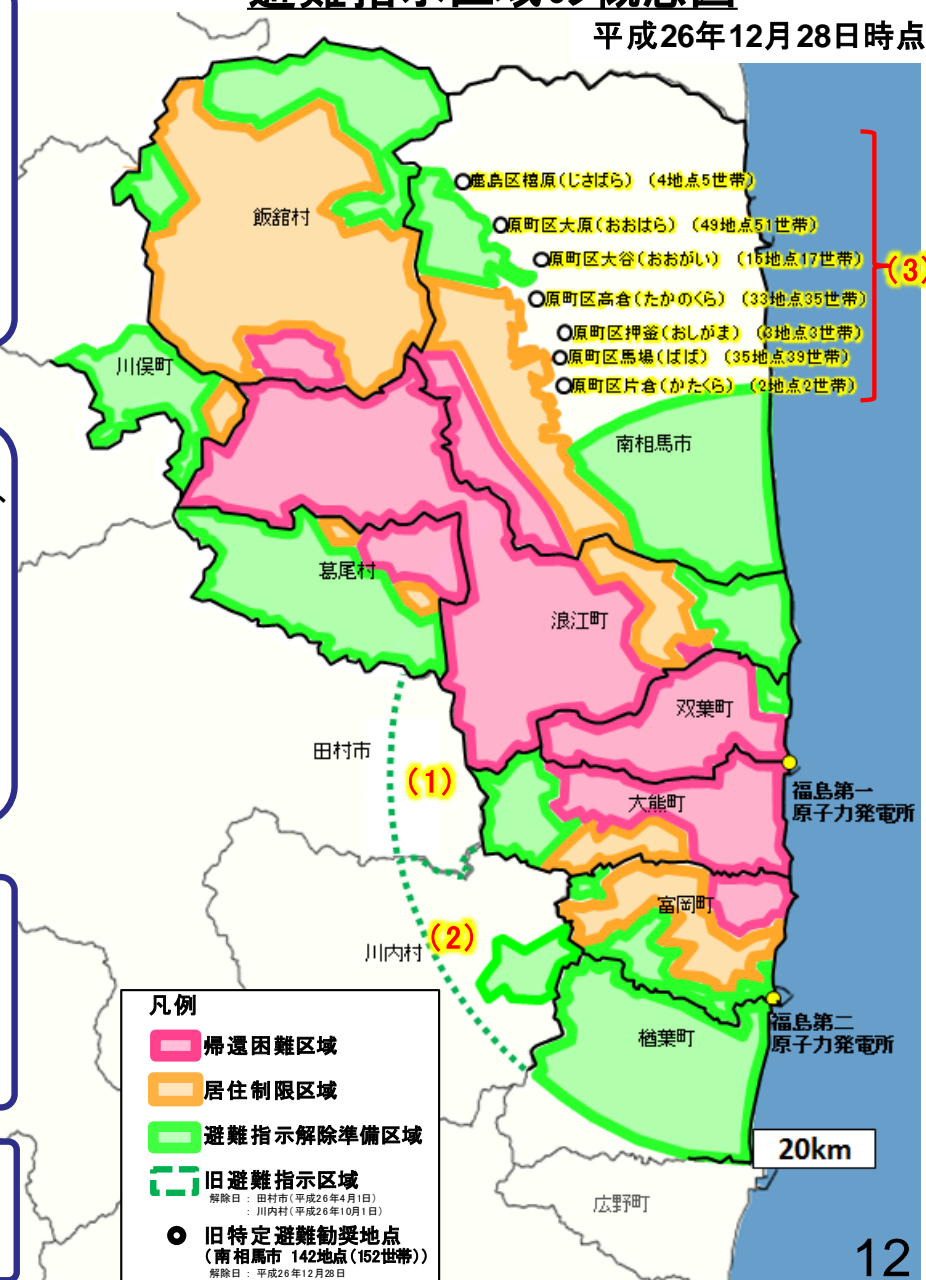 避難指示区域の概念図
平成26年12月28日時点
鹿島区橲原(じさばら) (4地点5世帯)
原町区大原(おおはら) (49地点51世帯)
原町区大谷(おおがい) (16地点17世帯)
(3)
原町区高倉(たかのくら) (33地点35世帯)
原町区押釜(おしがま) (3地点3世帯)
原町区馬場(ばば) (35地点39世帯)
原町区片倉(かたくら) (2地点2世帯)
飯舘村
川俣町
南相馬市
葛尾村
浪江町
双葉町
田村市
(1)
大熊町
福島第一
原子力発電所
富岡町
(2)
川内村
福島第二
原子力発電所
楢葉町
20km
広野町
凡例
帰還困難区域
居住制限区域
避難指示解除準備区域
旧避難指示区域
解除日 : 田村市(平成26年4月1日)
: 川内村(平成26年10月1日)
旧特定避難勧奨地点
(南相馬市 142地点(152世帯))
解除日 : 平成26年12月28日
12